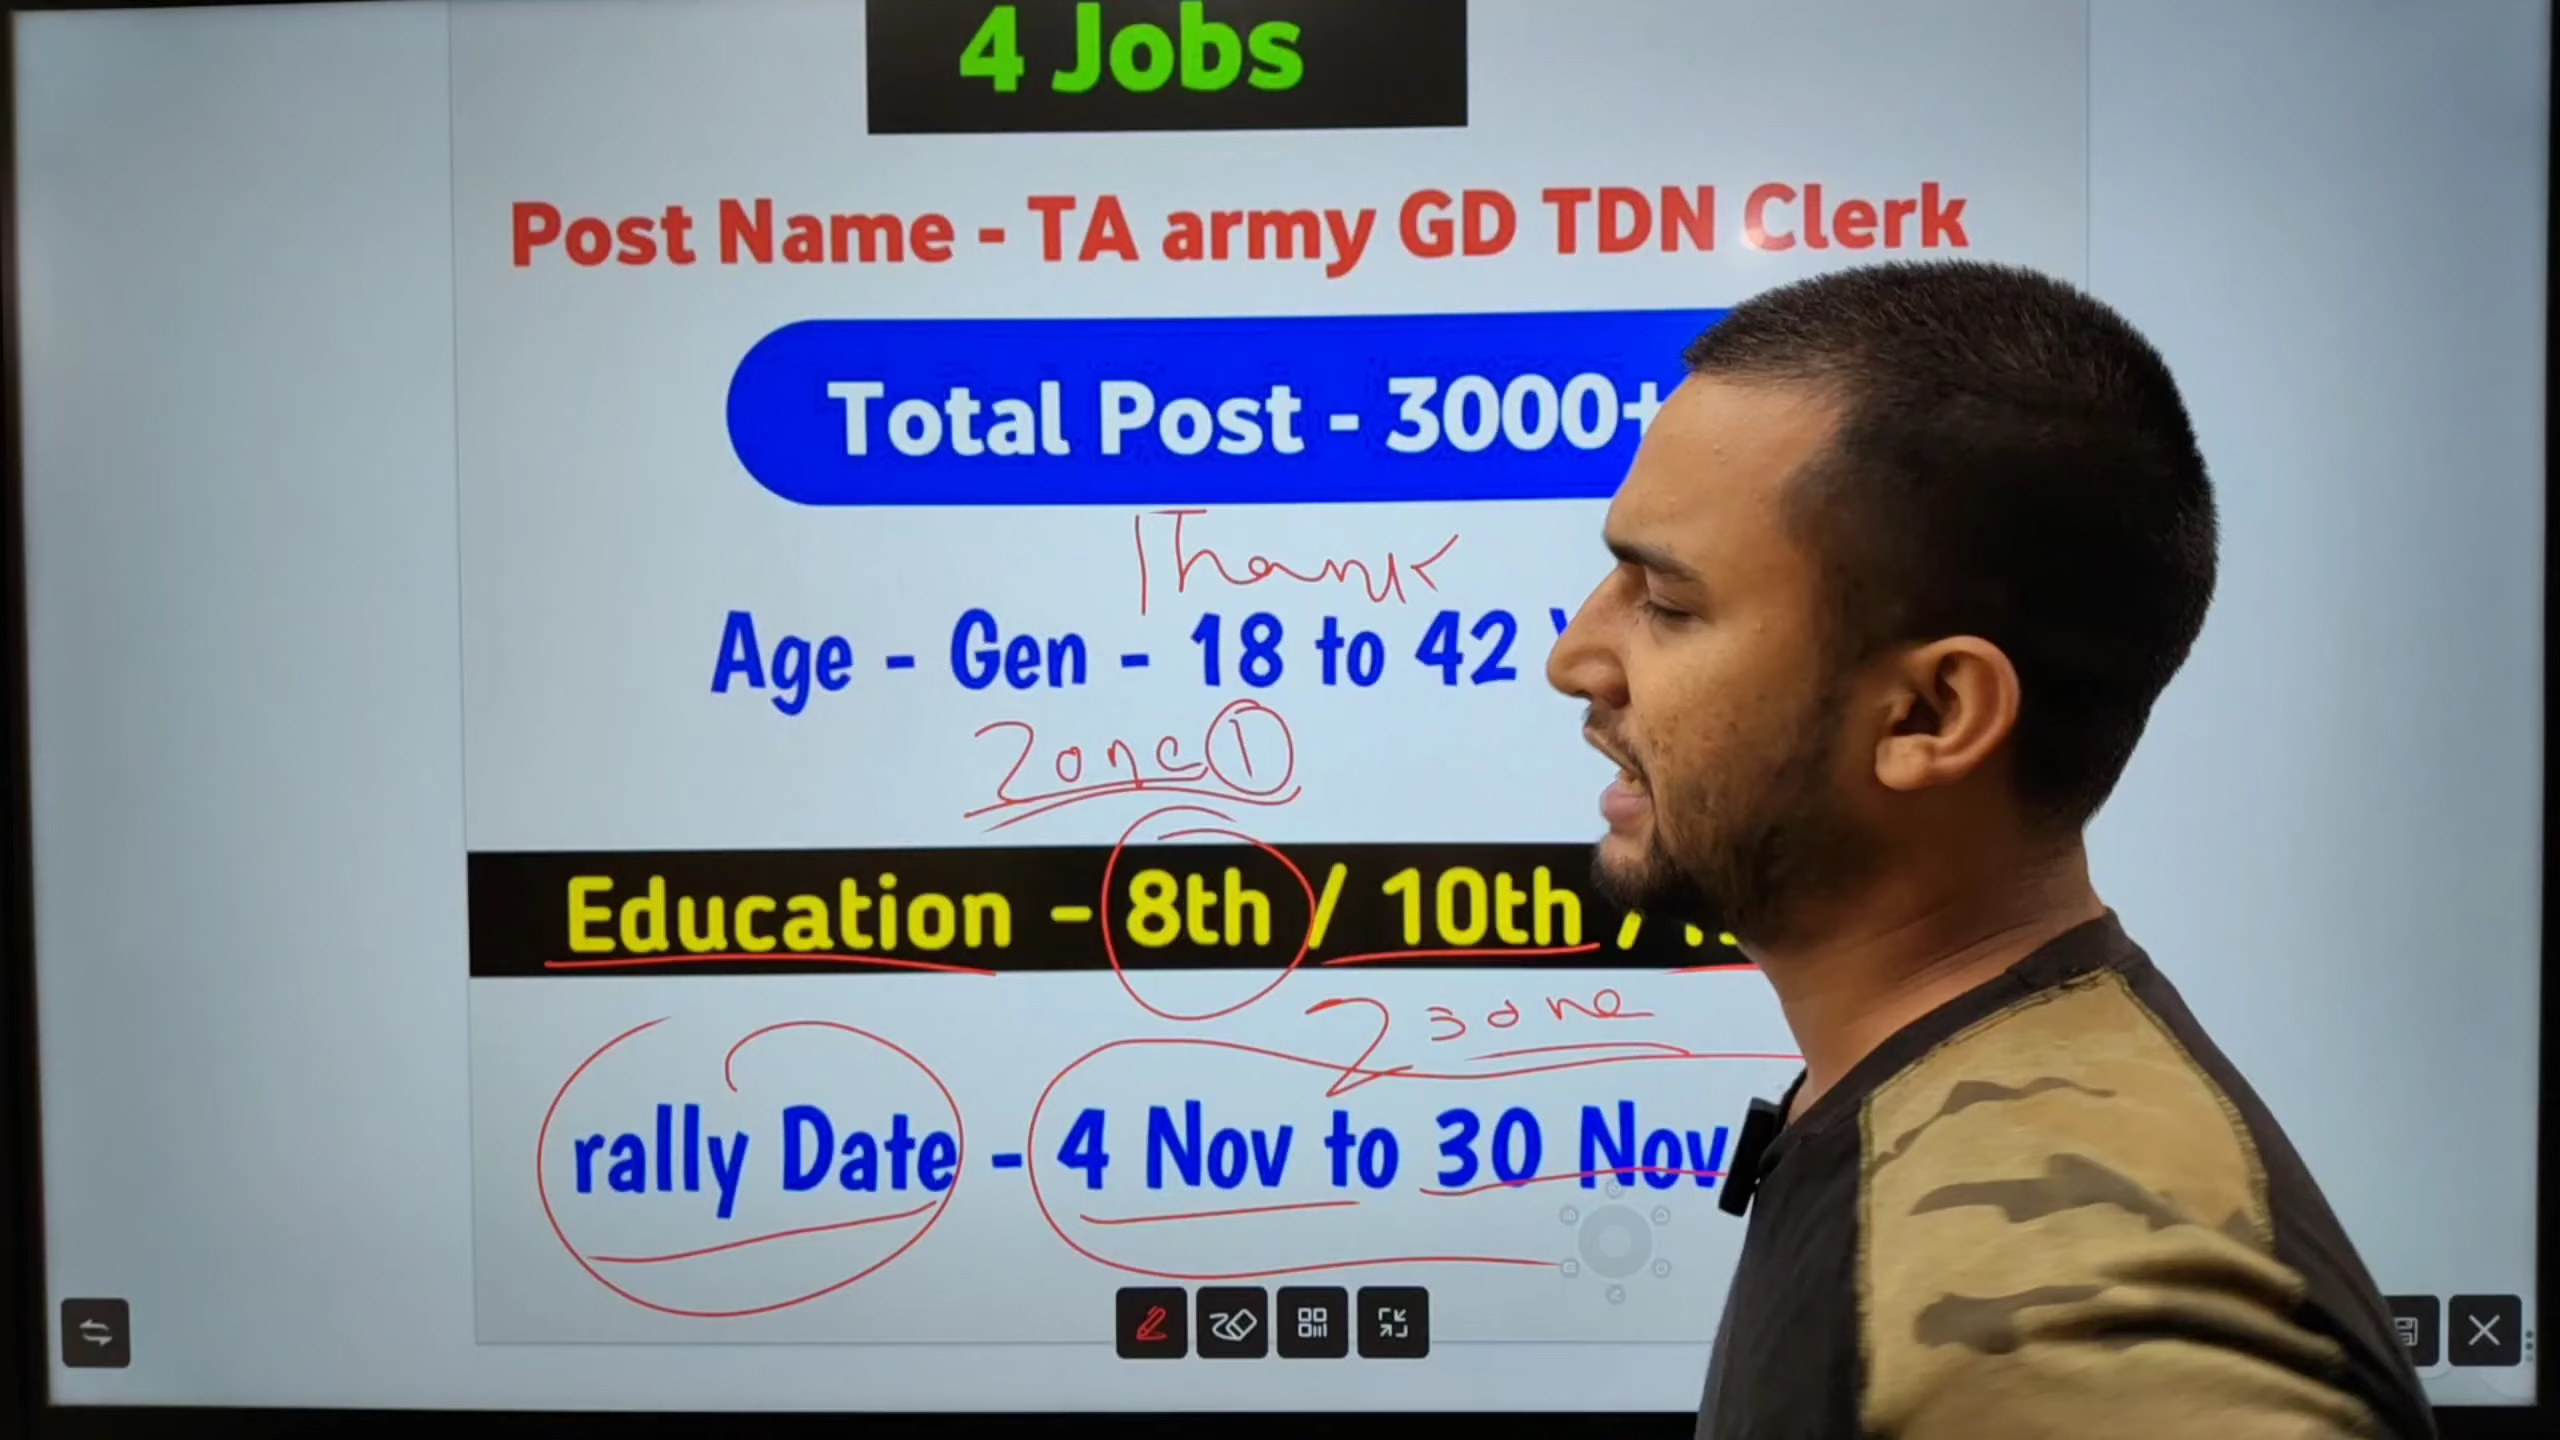 4 Jobs
Post Name - TA army GD TDN Clerk
Total Post - 3000+
Thank
Age - Gen - 18 to 42
Zone 1
Education - 8th / 10th /
2 zone
rally Date - 4 Nov to 30 Nov